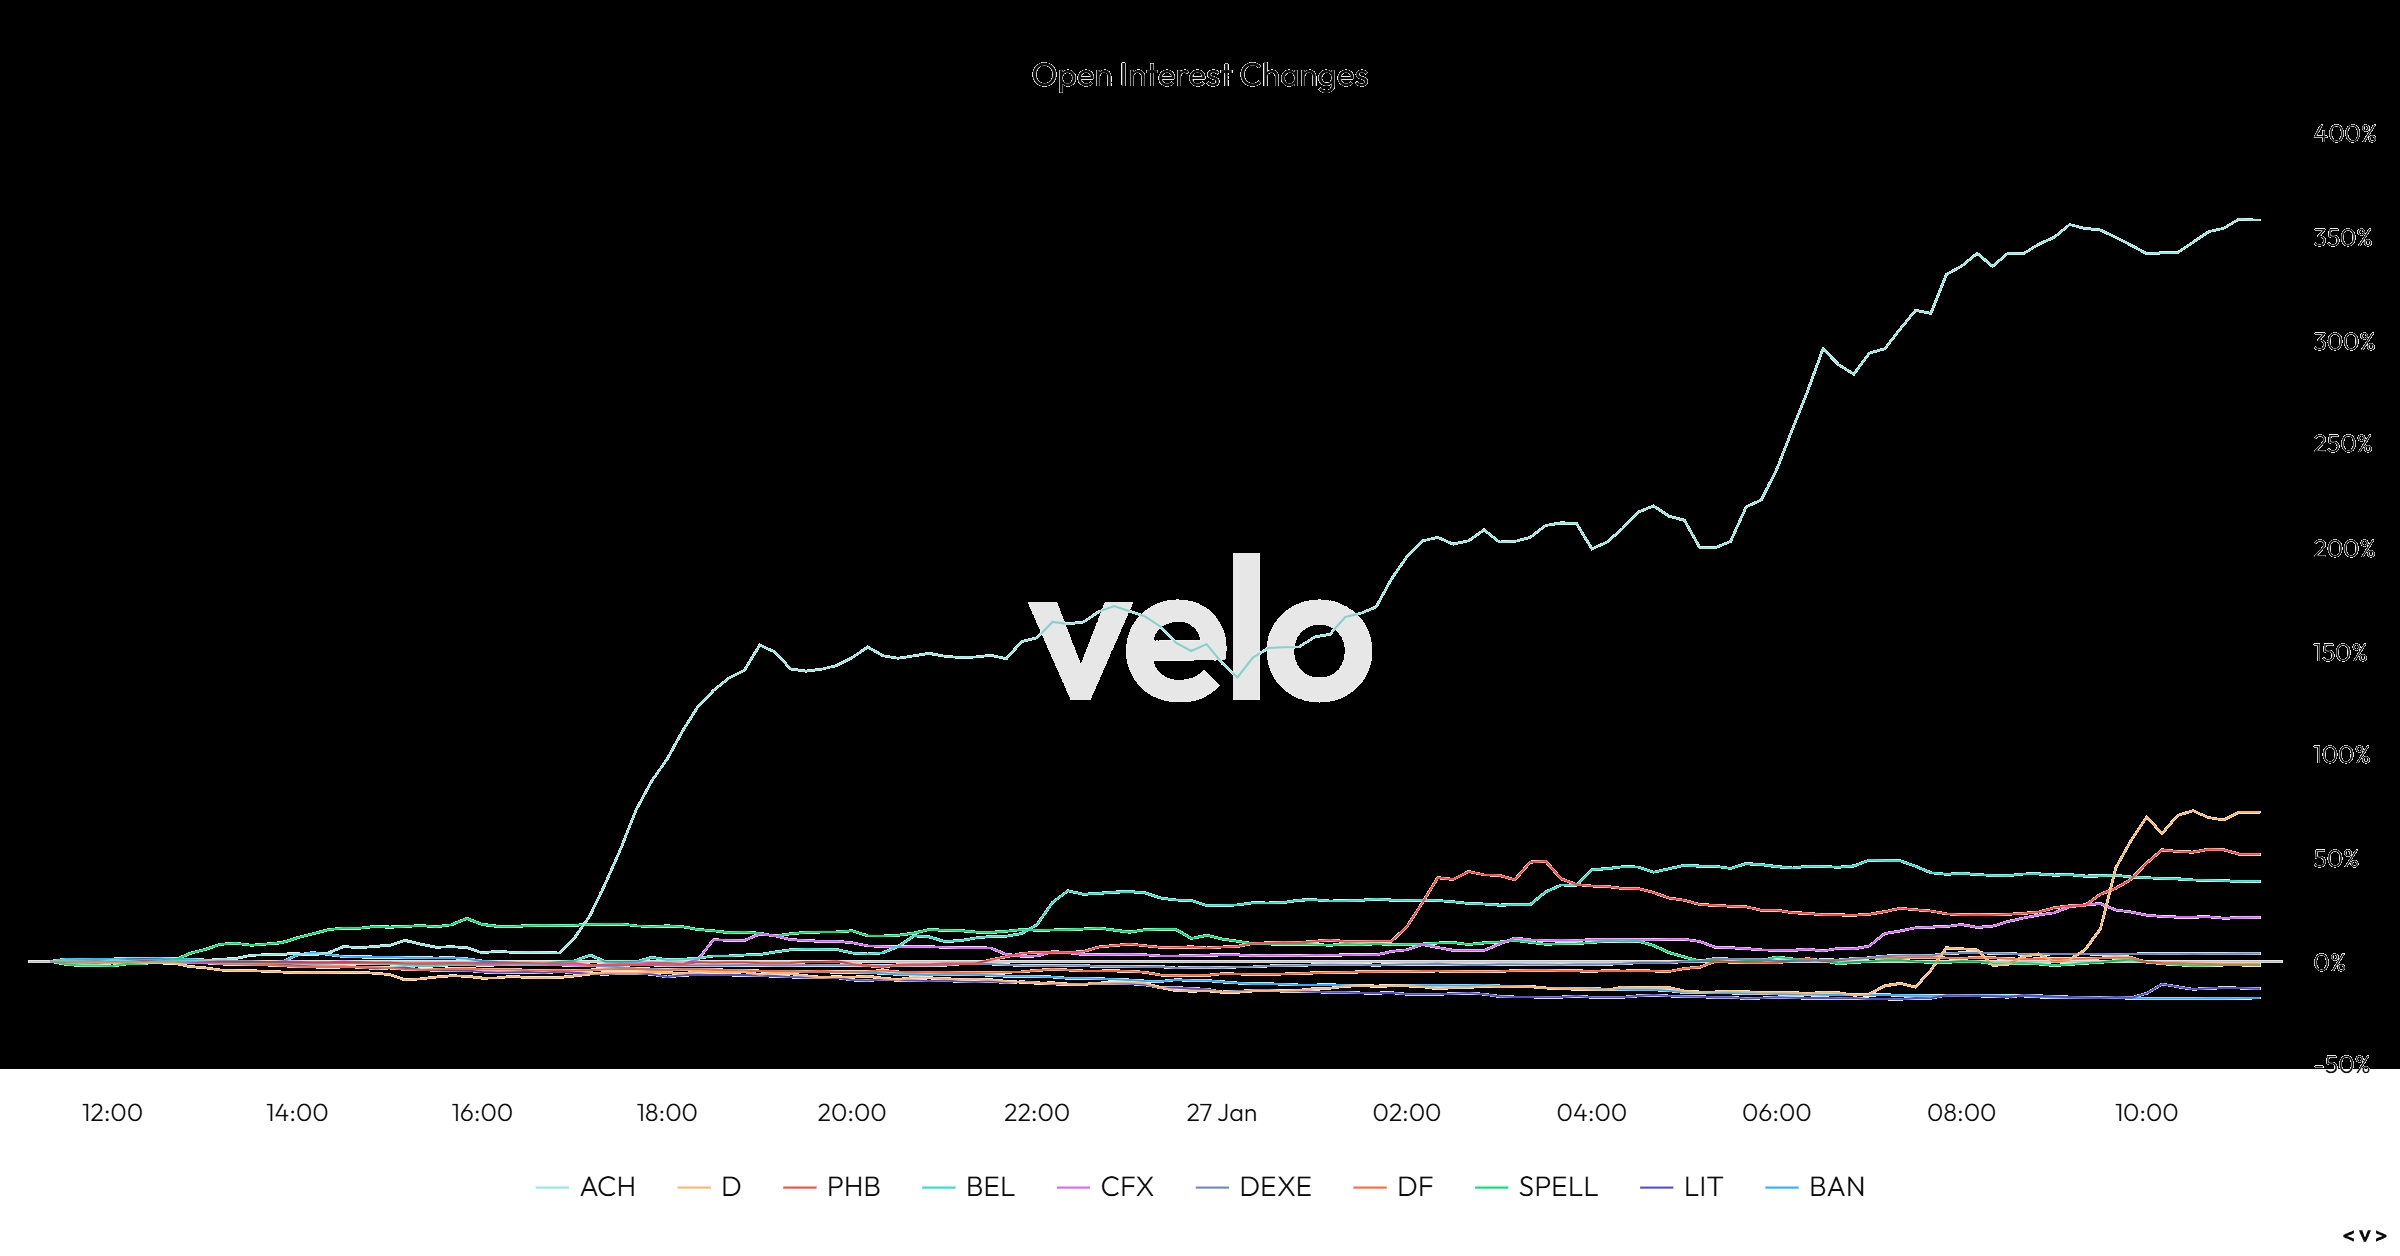 Open Interest Changes
400%
350%
300%
250%
200%
velo
150%
100%
50%
0%
-50%
12:00 14:00 16:00 18:00 20:00 22:00 27 Jan 02:00 04:00 06:00 08:00 10:00
ACH D PHB BEL CFX DEXE DF SPELL LIT BAN
<v>